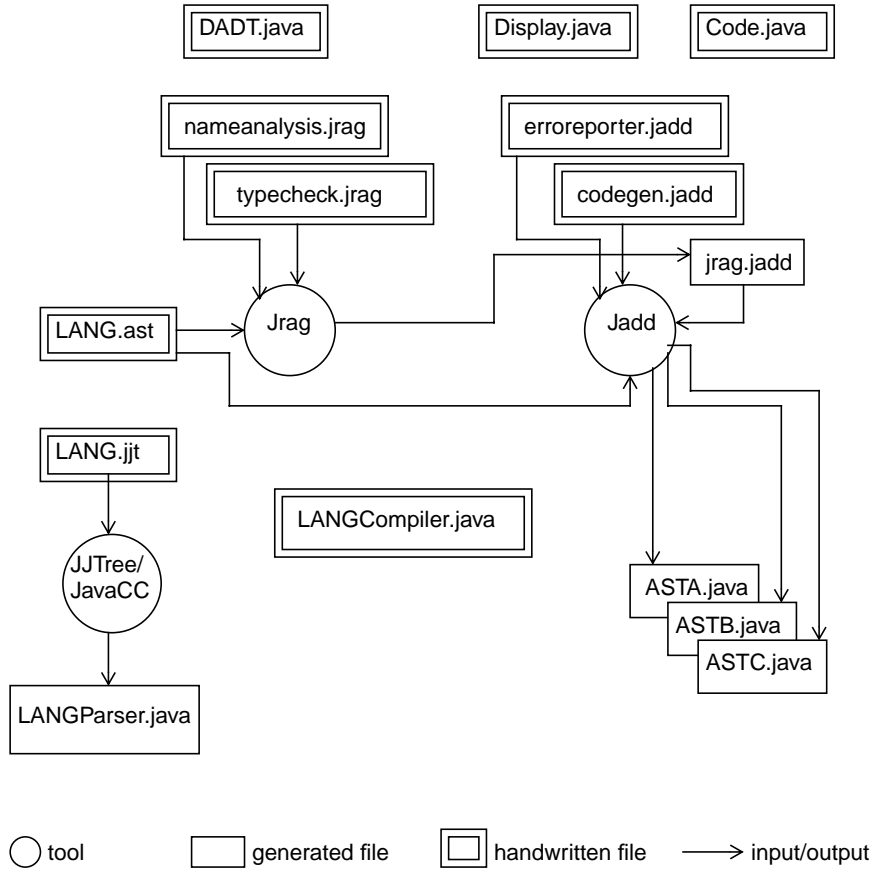 DADT.java
Display.java
Code.java
nameanalysis.jrag
erroreporter.jadd
typecheck.jrag
codegen.jadd
jrag.jadd
LANG.ast
Jrag
Jadd
LANG.jjt
LANGCompiler.java
JJTree/
JavaCC
ASTA.java
ASTB.java
ASTC.java
LANGParser.java
tool
generated file
handwritten file
input/output